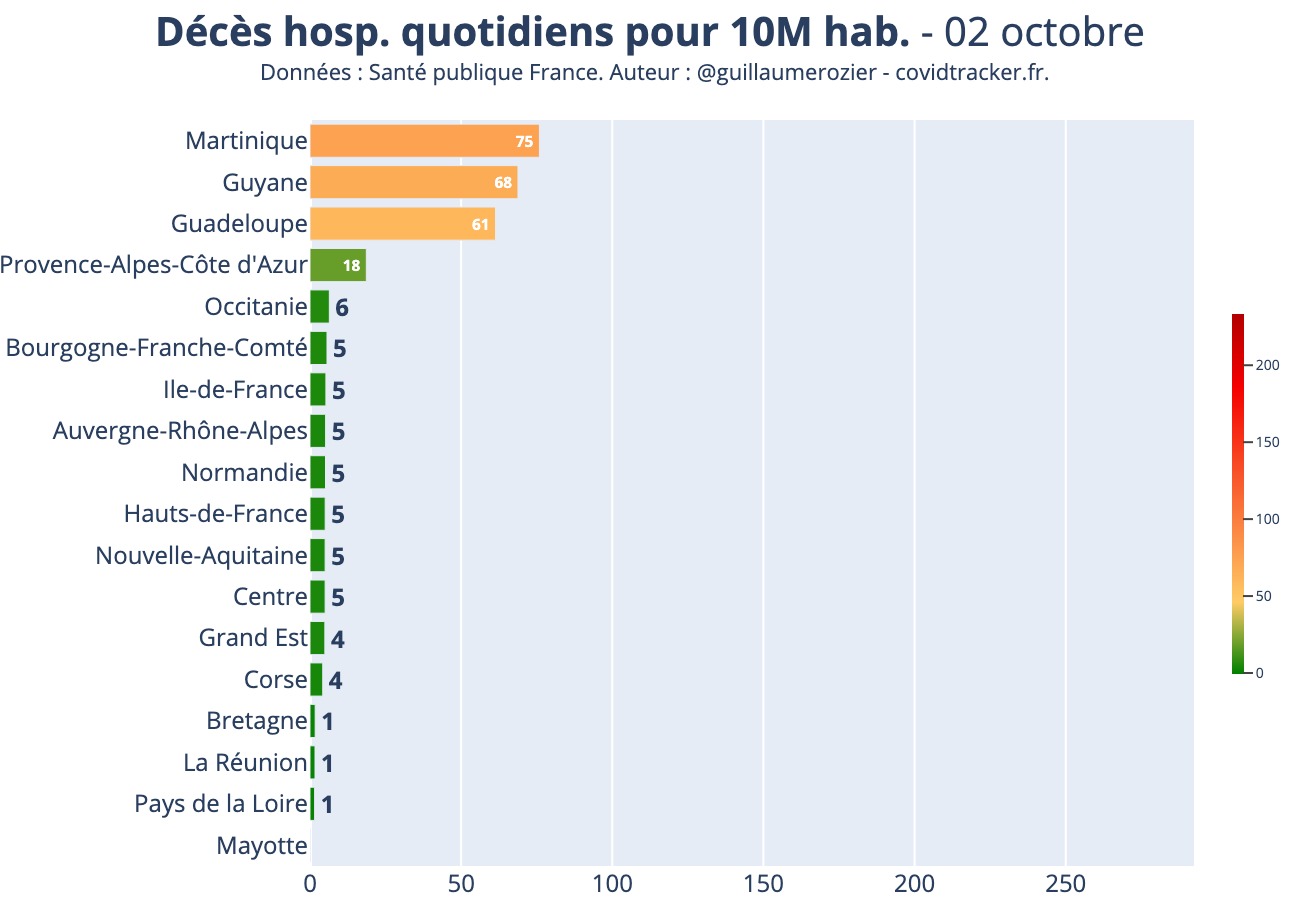 Décès hosp. quotidiens pour 10M hab. - 02 octobre
Données : Santé publique France. Auteur : @guillaumerozier - covidtracker.fr.
Martinique 75
Guyane 68
Guadeloupe 61
Provence-Alpes-Côte d'Azur 18
Occitanie 6
Bourgogne-Franche-Comté 5
Ile-de-France 5
Auvergne-Rhône-Alpes 5
Normandie 5
Hauts-de-France 5
Nouvelle-Aquitaine 5
Centre 5
Grand Est 4
Corse 4
Bretagne 1
La Réunion 1
Pays de la Loire 1
Mayotte
0 50 100 150 200 250
200
150
100
50
0